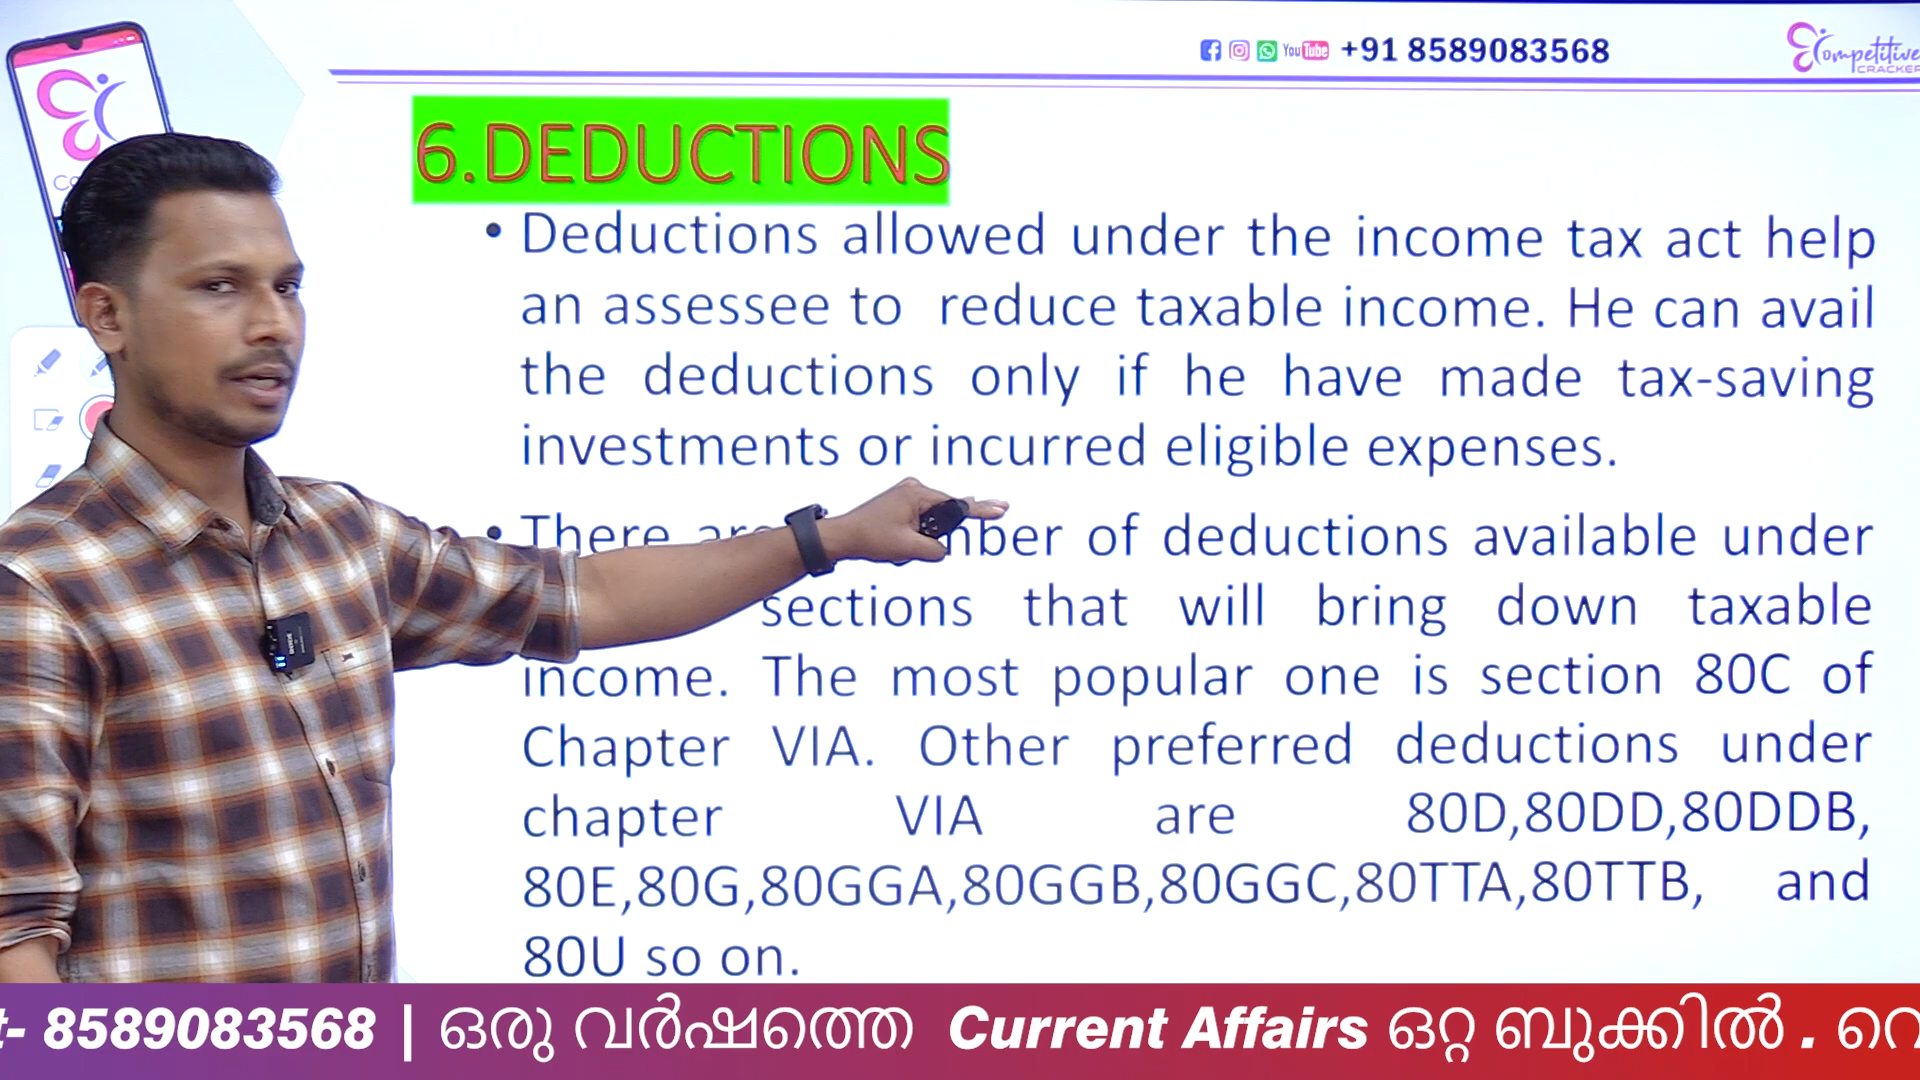 You Tube +91 8589083568
Competitive
CRACKER
6.DEDUCTIONS
• Deductions allowed under the income tax act help
an assessee to reduce taxable income. He can avail
the deductions only if he have made tax-saving
investments or incurred eligible expenses.
• There of deductions available under
sections that will bring down taxable
income. The most popular one is section 80C of
Chapter VIA. Other preferred deductions under
chapter VIA are 80D,80DD,80DDB,
80E,80G,80GGA,80GGB,80GGC,80TTA,80TTB, and
80U so on.
8589083568 | ഒരു വർഷത്തെ Current Affairs ഒറ്റ ബുക്കിൽ .